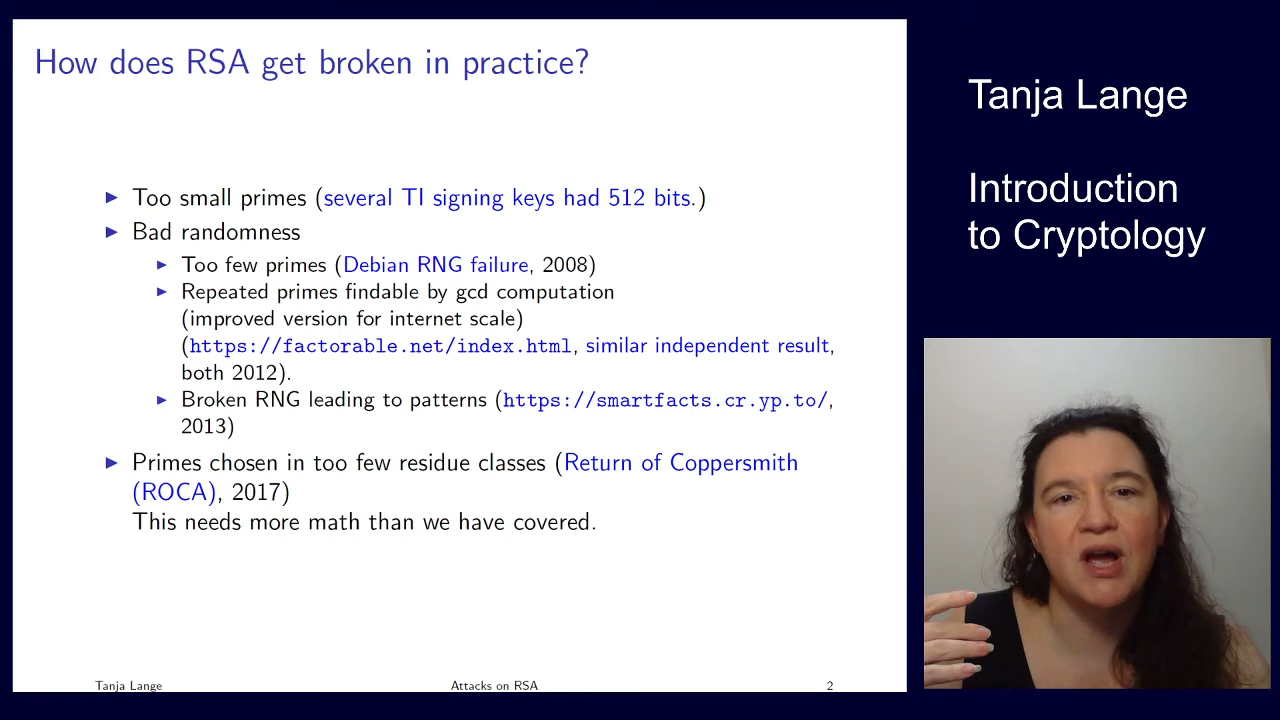 How does RSA get broken in practice?
▶ Too small primes (several TI signing keys had 512 bits.)
▶ Bad randomness
▶ Too few primes (Debian RNG failure, 2008)
▶ Repeated primes findable by gcd computation
(improved version for internet scale)
(https://factorable.net/index.html, similar independent result,
both 2012).
▶ Broken RNG leading to patterns (https://smartfacts.cr.yp.to/,
2013)
▶ Primes chosen in too few residue classes (Return of Coppersmith
(ROCA), 2017)
This needs more math than we have covered.
Tanja Lange
Attacks on RSA
2
Tanja Lange
Introduction
to Cryptology